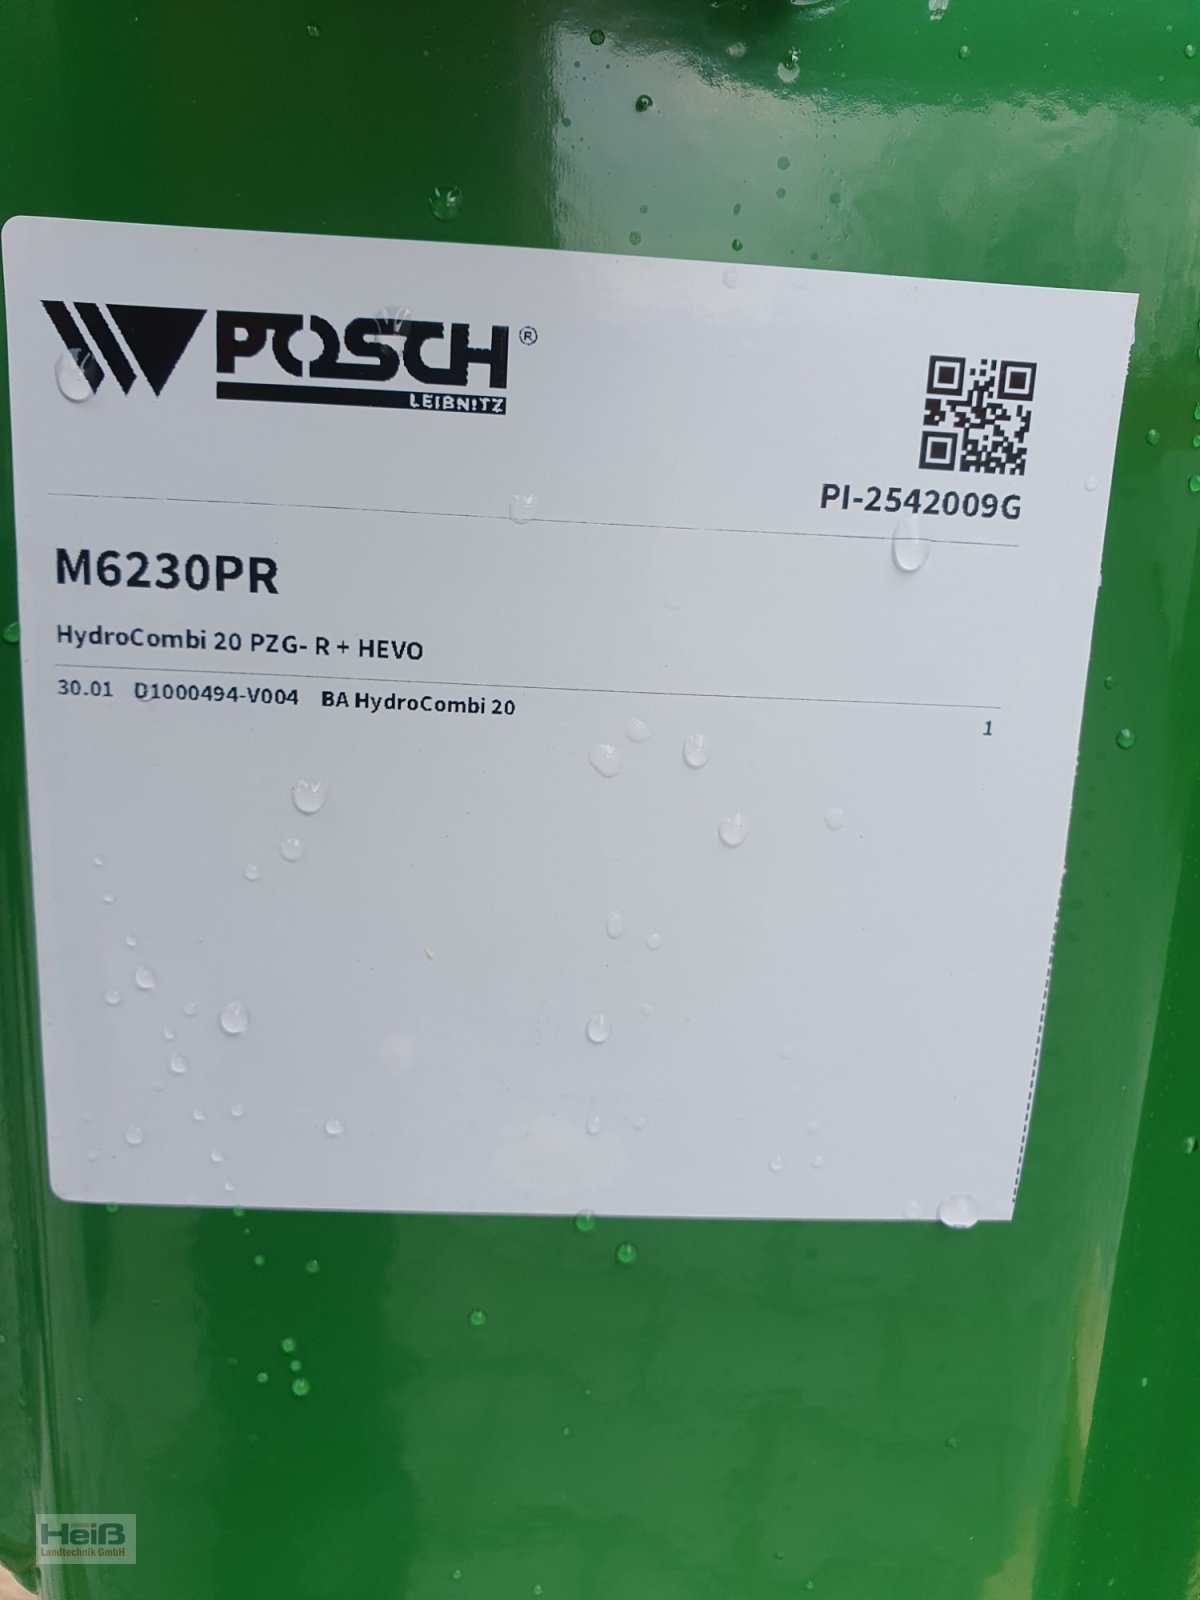 POSCH ®
LEIBNITZ
PI-2542009G
M6230PR
HydroCombi 20 PZG- R + HEVO
30.01 D1000494-V004 BA HydroCombi 20 1
Heiß
Landtechnik GmbH